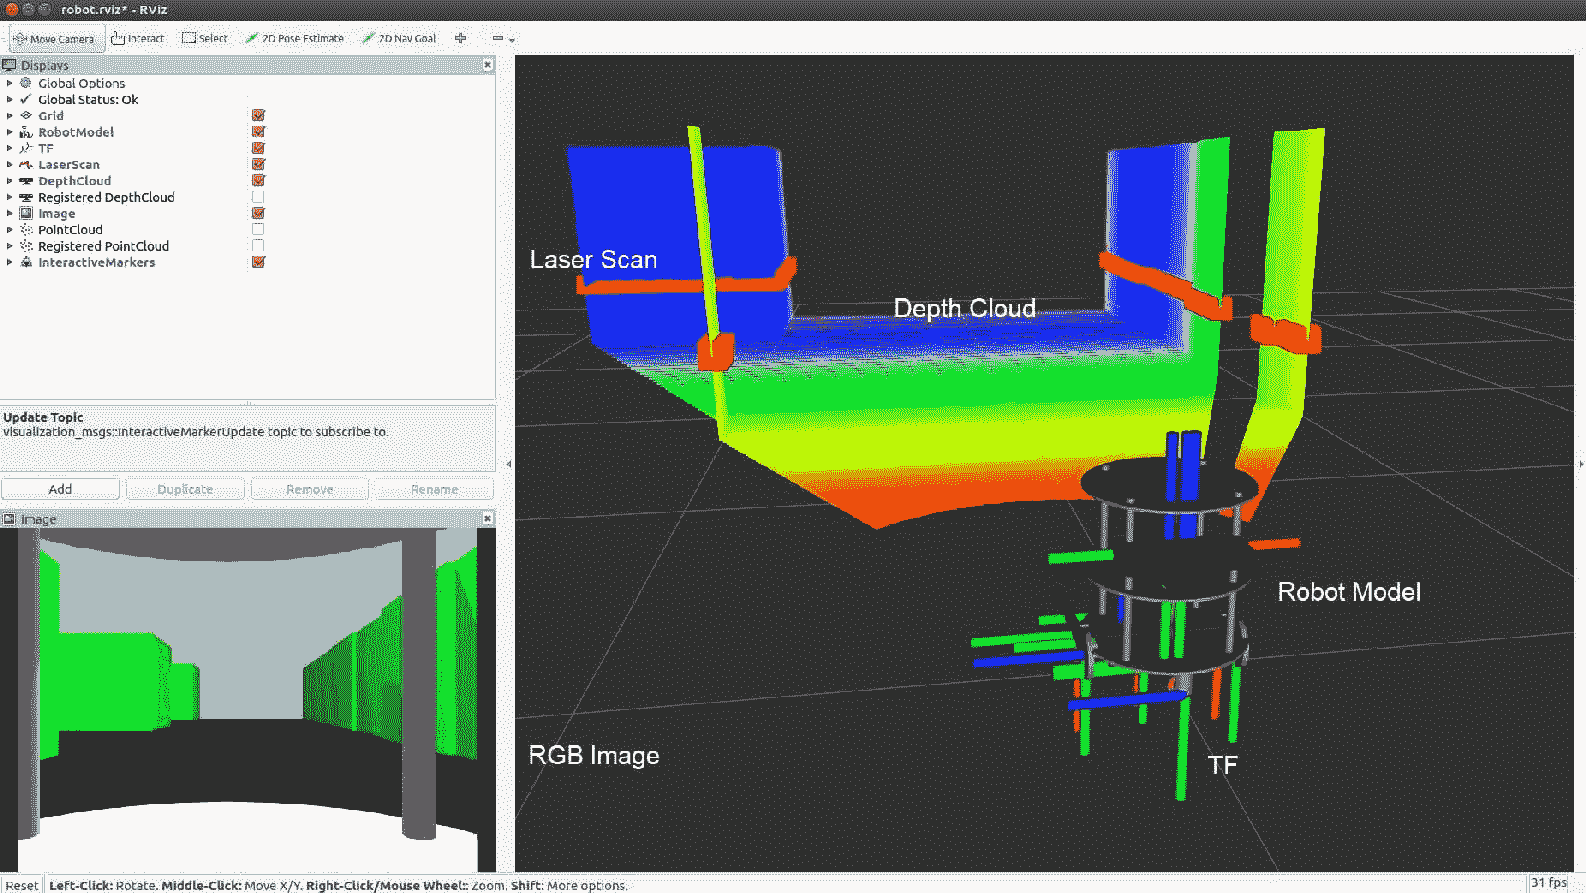 robot.rviz* - RViz
Move Camera Interact Select 2D Pose Estimate 2D Nav Goal
Displays
Global Options
Global Status: Ok
Grid
RobotModel
TF
LaserScan
DepthCloud
Registered DepthCloud
Image
PointCloud
Registered PointCloud
InteractiveMarkers
Update Topic
visualization_msgs::InteractiveMarkerUpdate topic to subscribe to.
Add Duplicate Remove Rename
Image
Laser Scan
Depth Cloud
Robot Model
RGB Image
TF
Reset Left-Click: Rotate. Middle-Click: Move X/Y. Right-Click/Mouse Wheel:: Zoom. Shift: More options.
31 fps